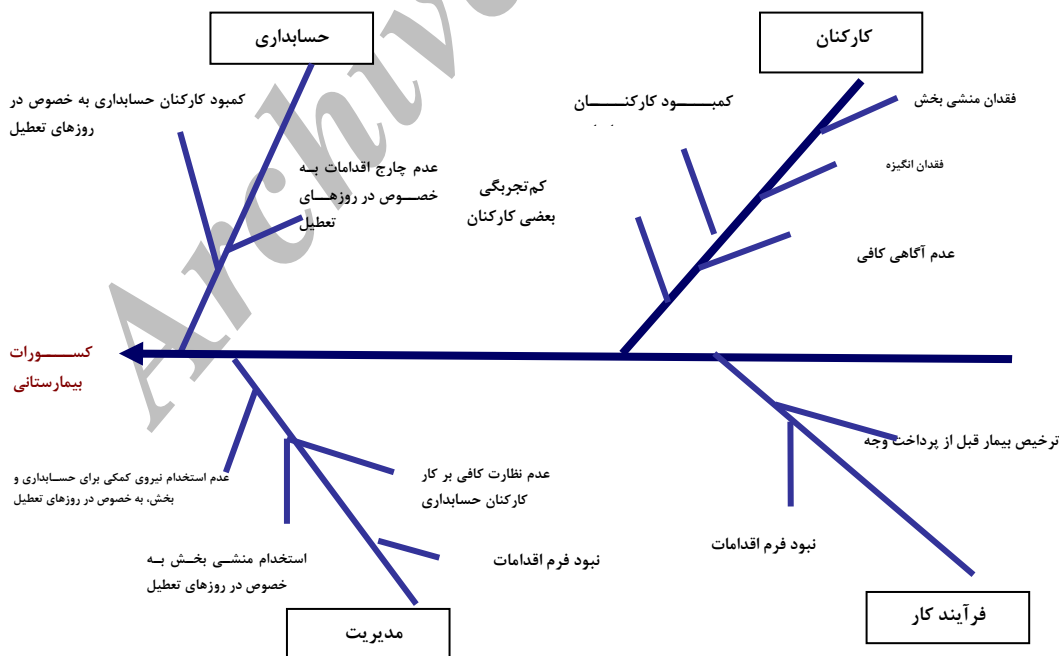 کارکنان
حسابداری
فقدان منشی بخش
کمبود کارکنان
کمبود کارکنان حسابداری به خصوص در
روزهای تعطیل
فقدان انگیزه
عدم چارج اقدامات به
خصوص در روزهای
تعطیل
کم‌تجربگی
بعضی کارکنان
عدم آگاهی کافی
کسورات
بیمارستانی
ترخیص بیمار قبل از پرداخت وجه
عدم نظارت کافی بر کار
کارکنان حسابداری
عدم استخدام نیروی کمکی برای حسابداری و
بخش، به خصوص در روزهای تعطیل
نبود فرم اقدامات
نبود فرم اقدامات
استخدام منشی بخش به
خصوص در روزهای تعطیل
فرآیند کار
مدیریت
Archive